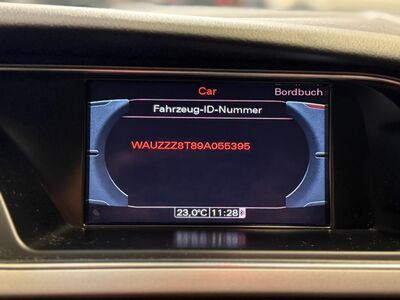 Car
Bordbuch
Fahrzeug-ID-Nummer
WAUZZZ8T89A055395
23,0°C 11:28